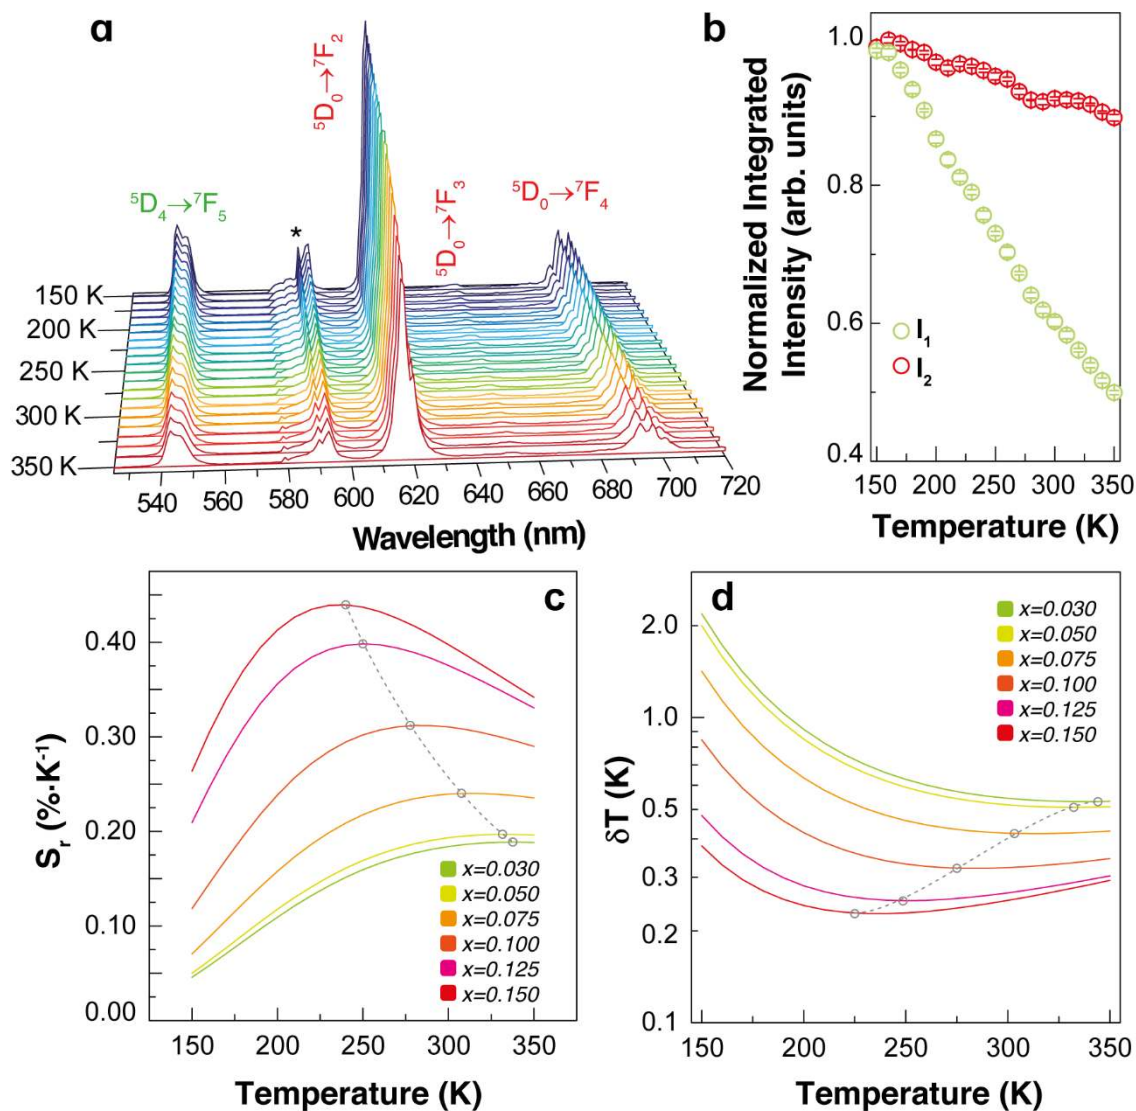 a
⁵D₄→⁷F₅
*
⁵D₀→⁷F₂
⁵D₀→⁷F₃
⁵D₀→⁷F₄
150 K
200 K
250 K
300 K
350 K
540 560 580 600 620 640 660 680 700 720
Wavelength (nm)
b
Normalized Integrated
Intensity (arb. units)
1.0
0.8
0.6
0.4
I₁
I₂
150 200 250 300 350
Temperature (K)
c
Sᵣ (%·K⁻¹)
0.40
0.30
0.20
0.10
0.00
x=0.030
x=0.050
x=0.075
x=0.100
x=0.125
x=0.150
150 200 250 300 350
Temperature (K)
d
δT (K)
2.0
1.0
0.5
0.3
0.2
0.1
x=0.030
x=0.050
x=0.075
x=0.100
x=0.125
x=0.150
150 200 250 300 350
Temperature (K)